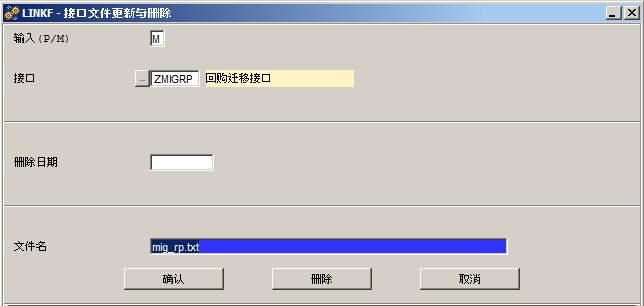 LINKF - 接口文件更新与删除
输入(P/M) M
接口 ... ZMIGRP 回购迁移接口
删除日期
文件名 mig_rp.txt
确认 删除 取消